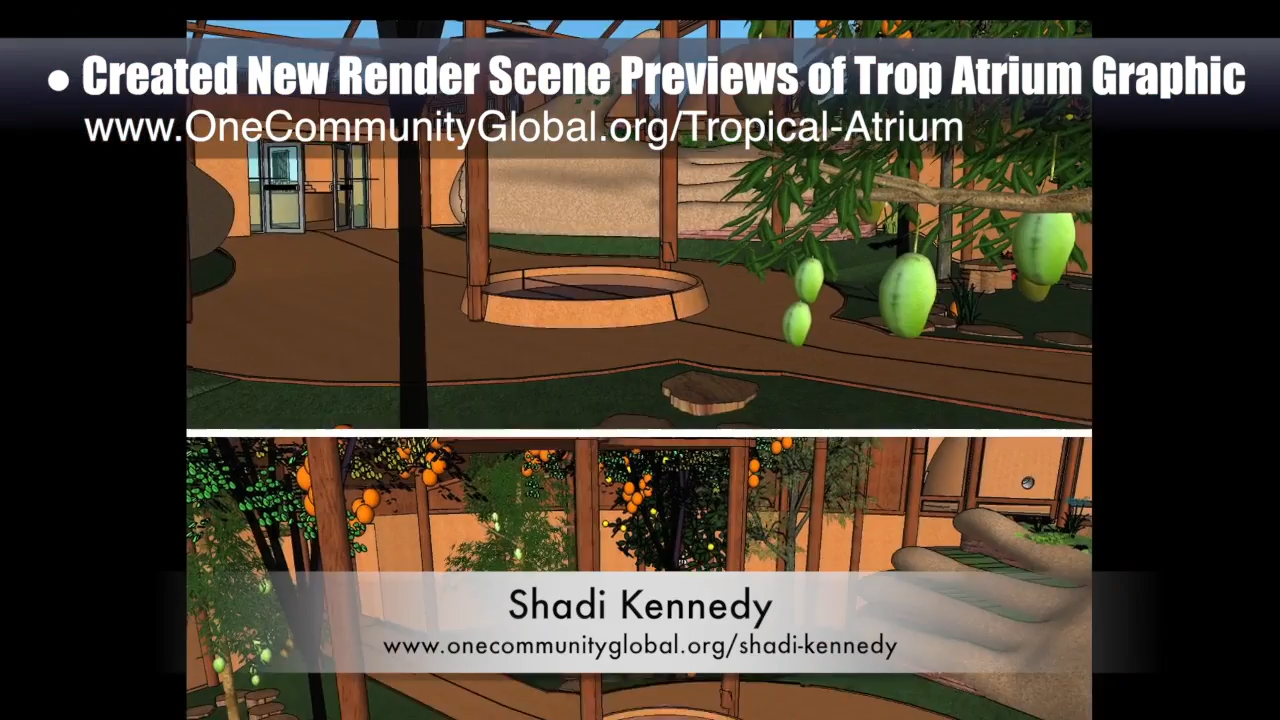 • Created New Render Scene Previews of Trop Atrium Graphic
www.OneCommunityGlobal.org/Tropical-Atrium
Shadi Kennedy
www.onecommunityglobal.org/shadi-kennedy